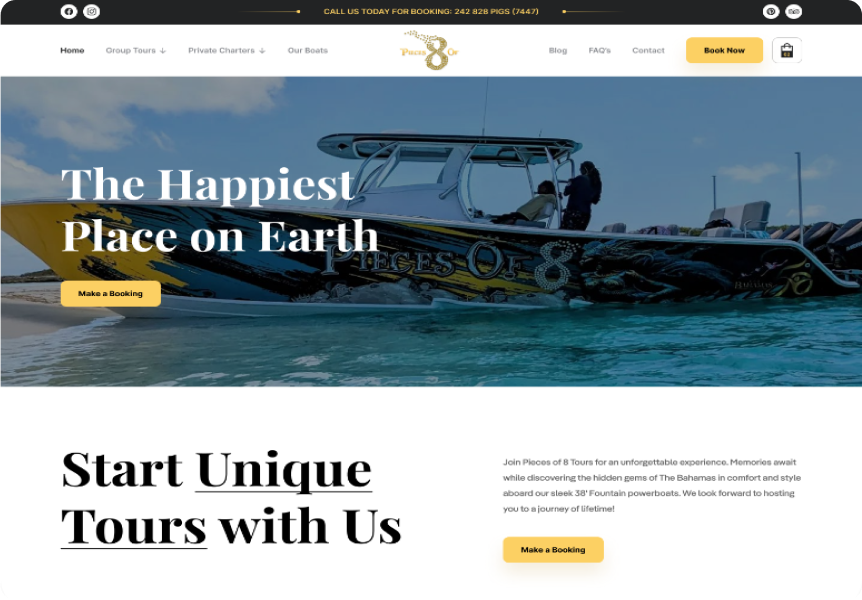 CALL US TODAY FOR BOOKING: 242 828 PIGS (7447)
Home Group Tours Private Charters Our Boats PIECES 8 OF Blog FAQ's Contact Book Now
The Happiest
Place on Earth
PIECES OF 8
Make a Booking
Start Unique
Tours with Us
Join Pieces of 8 Tours for an unforgettable experience. Memories await
while discovering the hidden gems of The Bahamas in comfort and style
aboard our sleek 38' Fountain powerboats. We look forward to hosting
you to a journey of lifetime!
Make a Booking